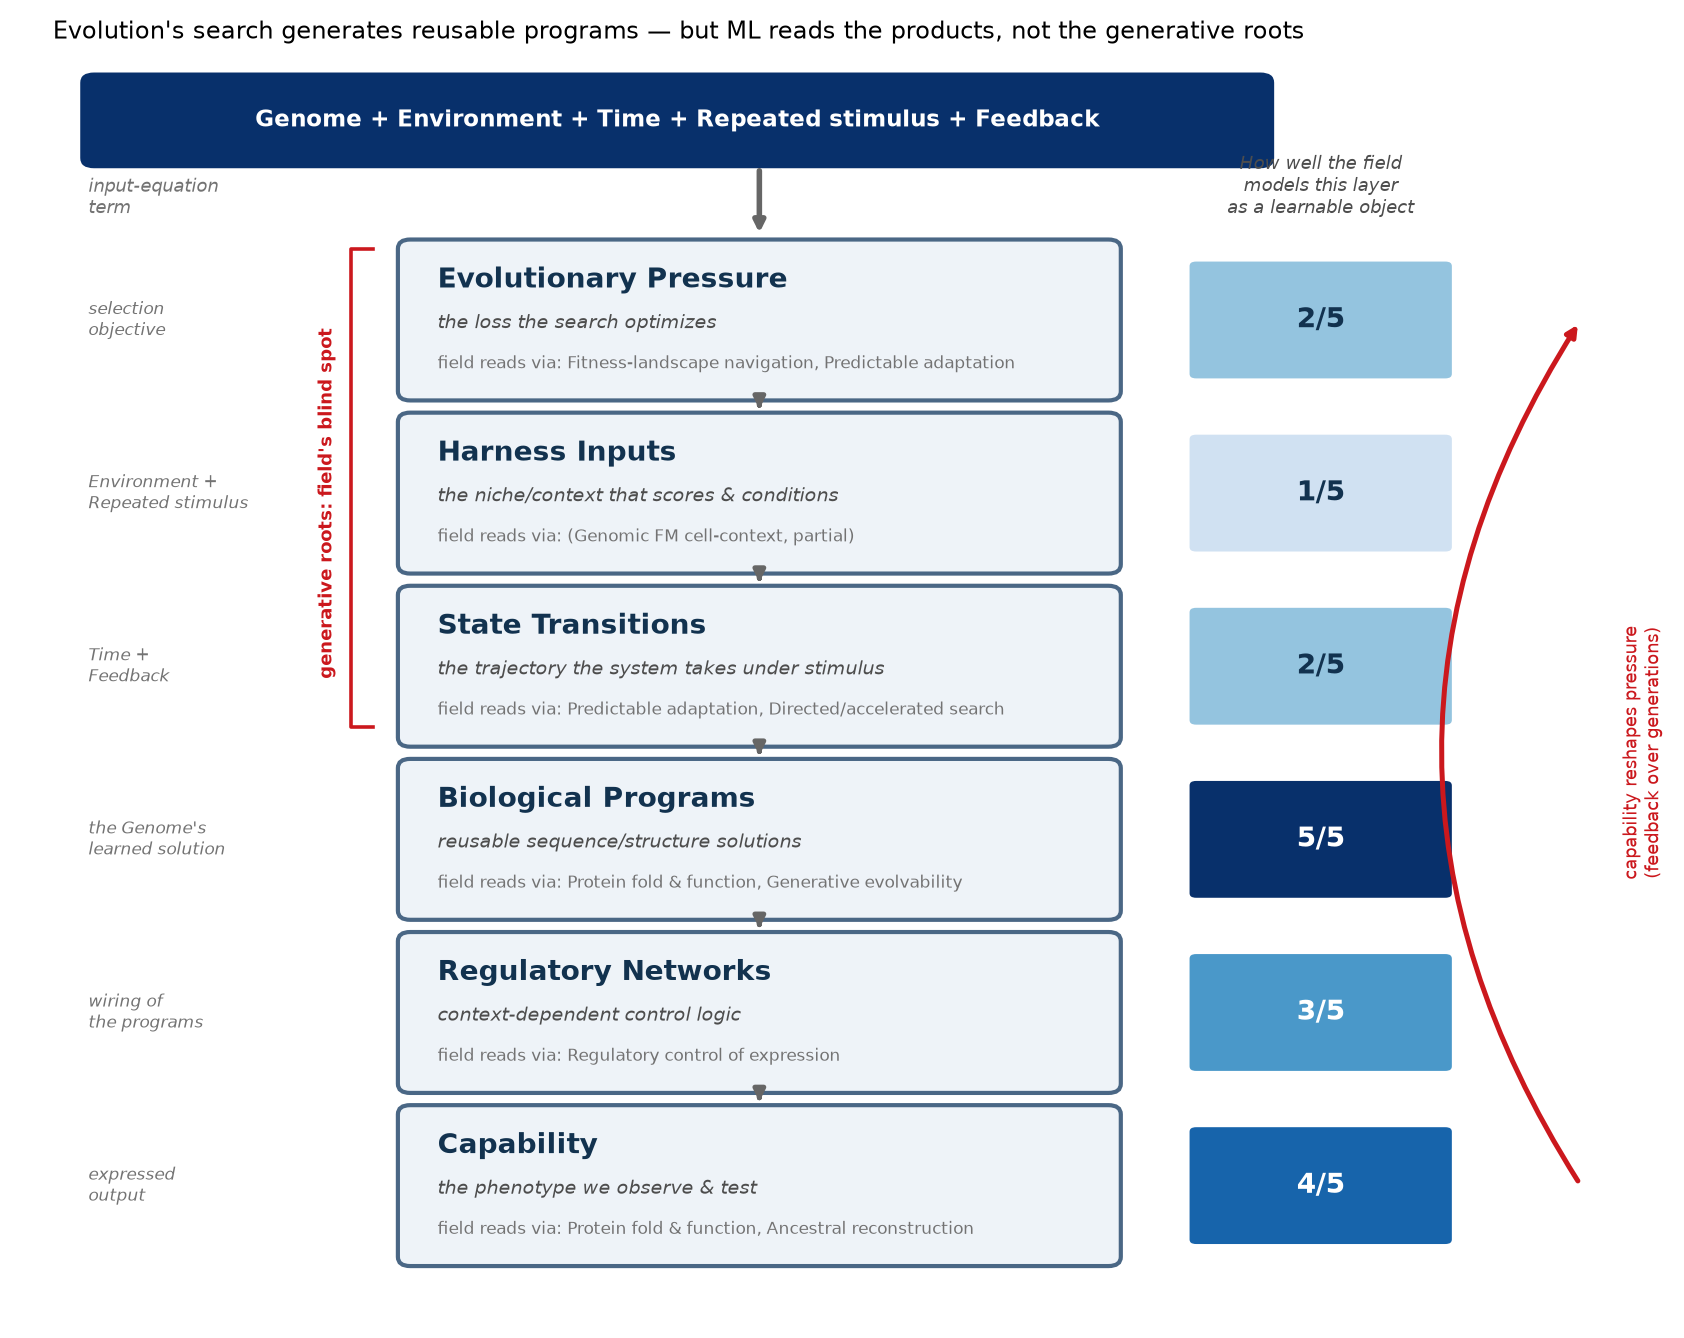 Evolution's search generates reusable programs — but ML reads the products, not the generative roots
Genome + Environment + Time + Repeated stimulus + Feedback
input-equation
term
How well the field
models this layer
as a learnable object
selection
objective
Evolutionary Pressure
the loss the search optimizes
field reads via: Fitness-landscape navigation, Predictable adaptation
2/5
generative roots: field's blind spot
Environment +
Repeated stimulus
Harness Inputs
the niche/context that scores & conditions
field reads via: (Genomic FM cell-context, partial)
1/5
Time +
Feedback
State Transitions
the trajectory the system takes under stimulus
field reads via: Predictable adaptation, Directed/accelerated search
2/5
capability reshapes pressure
(feedback over generations)
the Genome's
learned solution
Biological Programs
reusable sequence/structure solutions
field reads via: Protein fold & function, Generative evolvability
5/5
wiring of
the programs
Regulatory Networks
context-dependent control logic
field reads via: Regulatory control of expression
3/5
expressed
output
Capability
the phenotype we observe & test
field reads via: Protein fold & function, Ancestral reconstruction
4/5